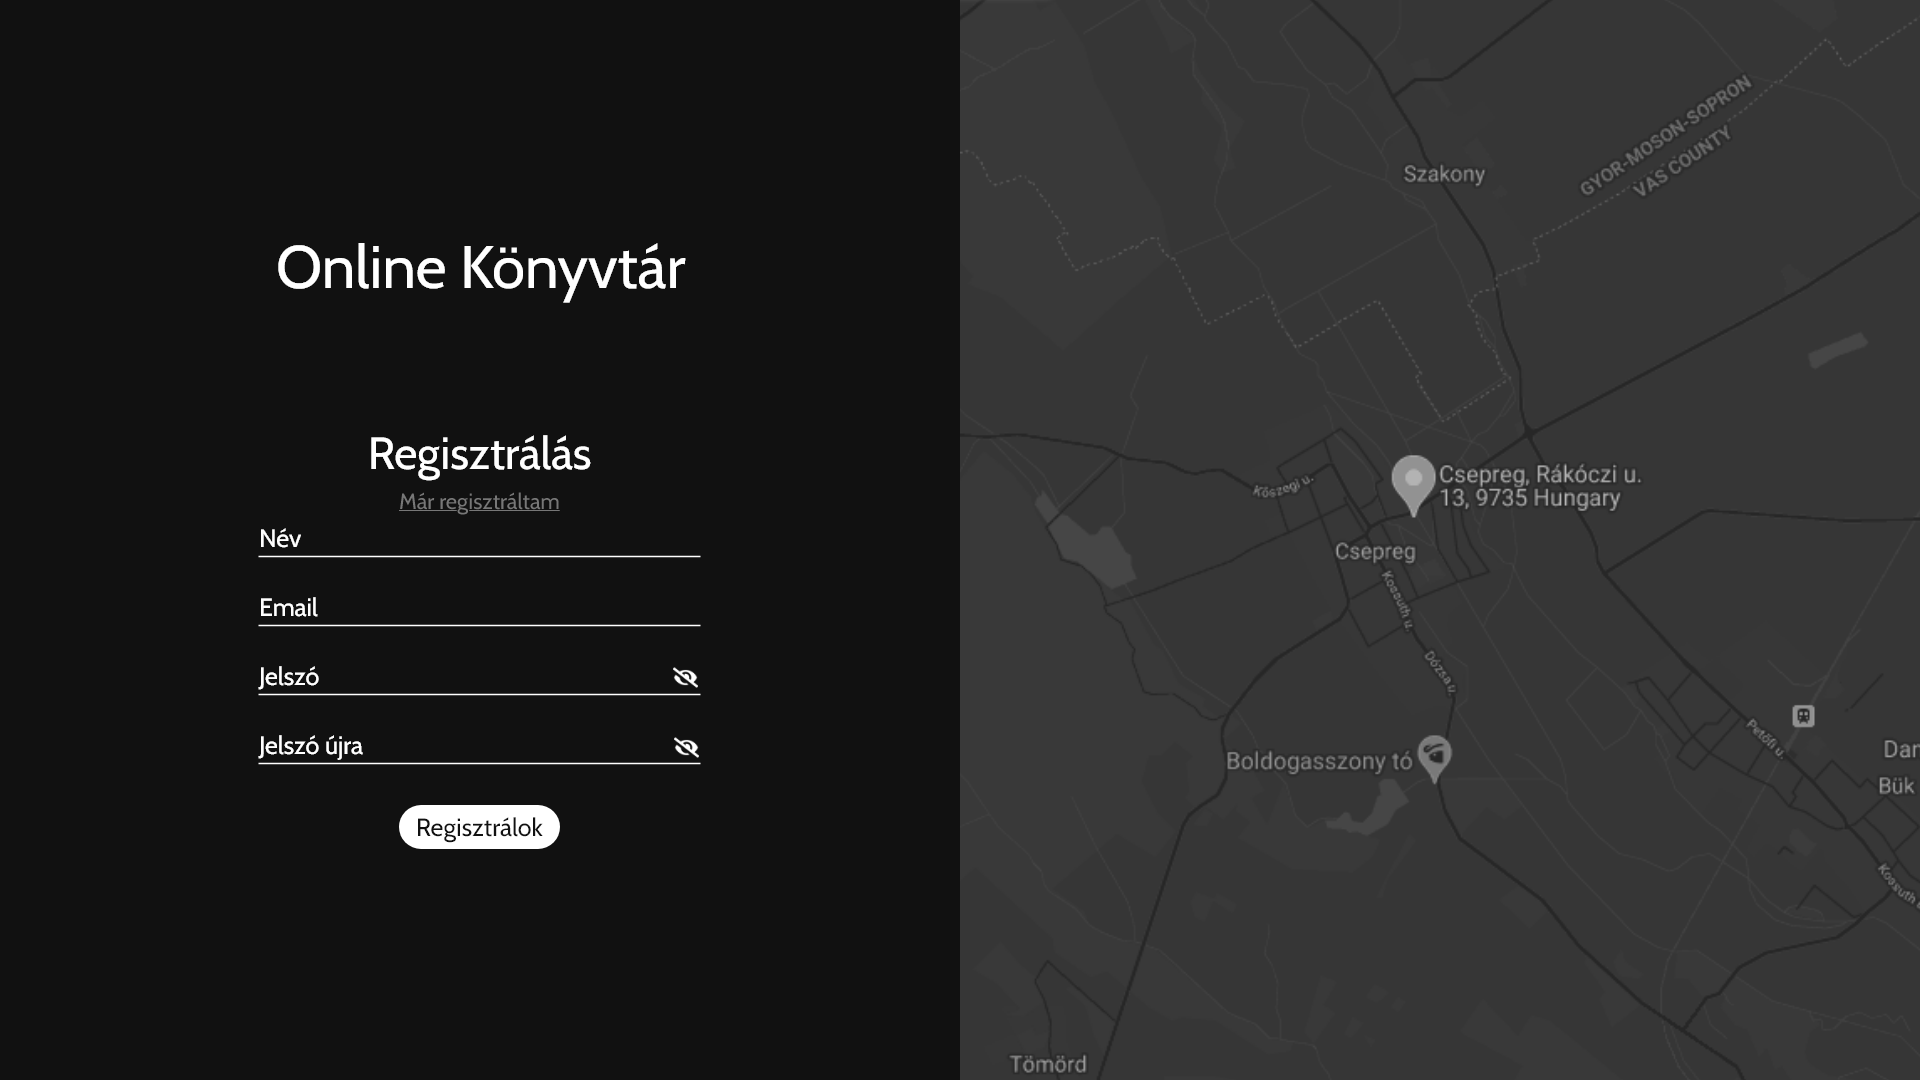 Online Könyvtár
Regisztrálás
Már regisztráltam
Név
Email
Jelszó
Jelszó újra
Regisztrálok
GYOR-MOSON-SOPRON
VAS COUNTY
Szakony
Kőszegi u.
Csepreg, Rákóczi u.
13, 9735 Hungary
Csepreg
Kossuth u.
Dózsa u.
Boldogasszony tó
Petőfi u.
Dar
Bük
Kossuth u
Tömörd